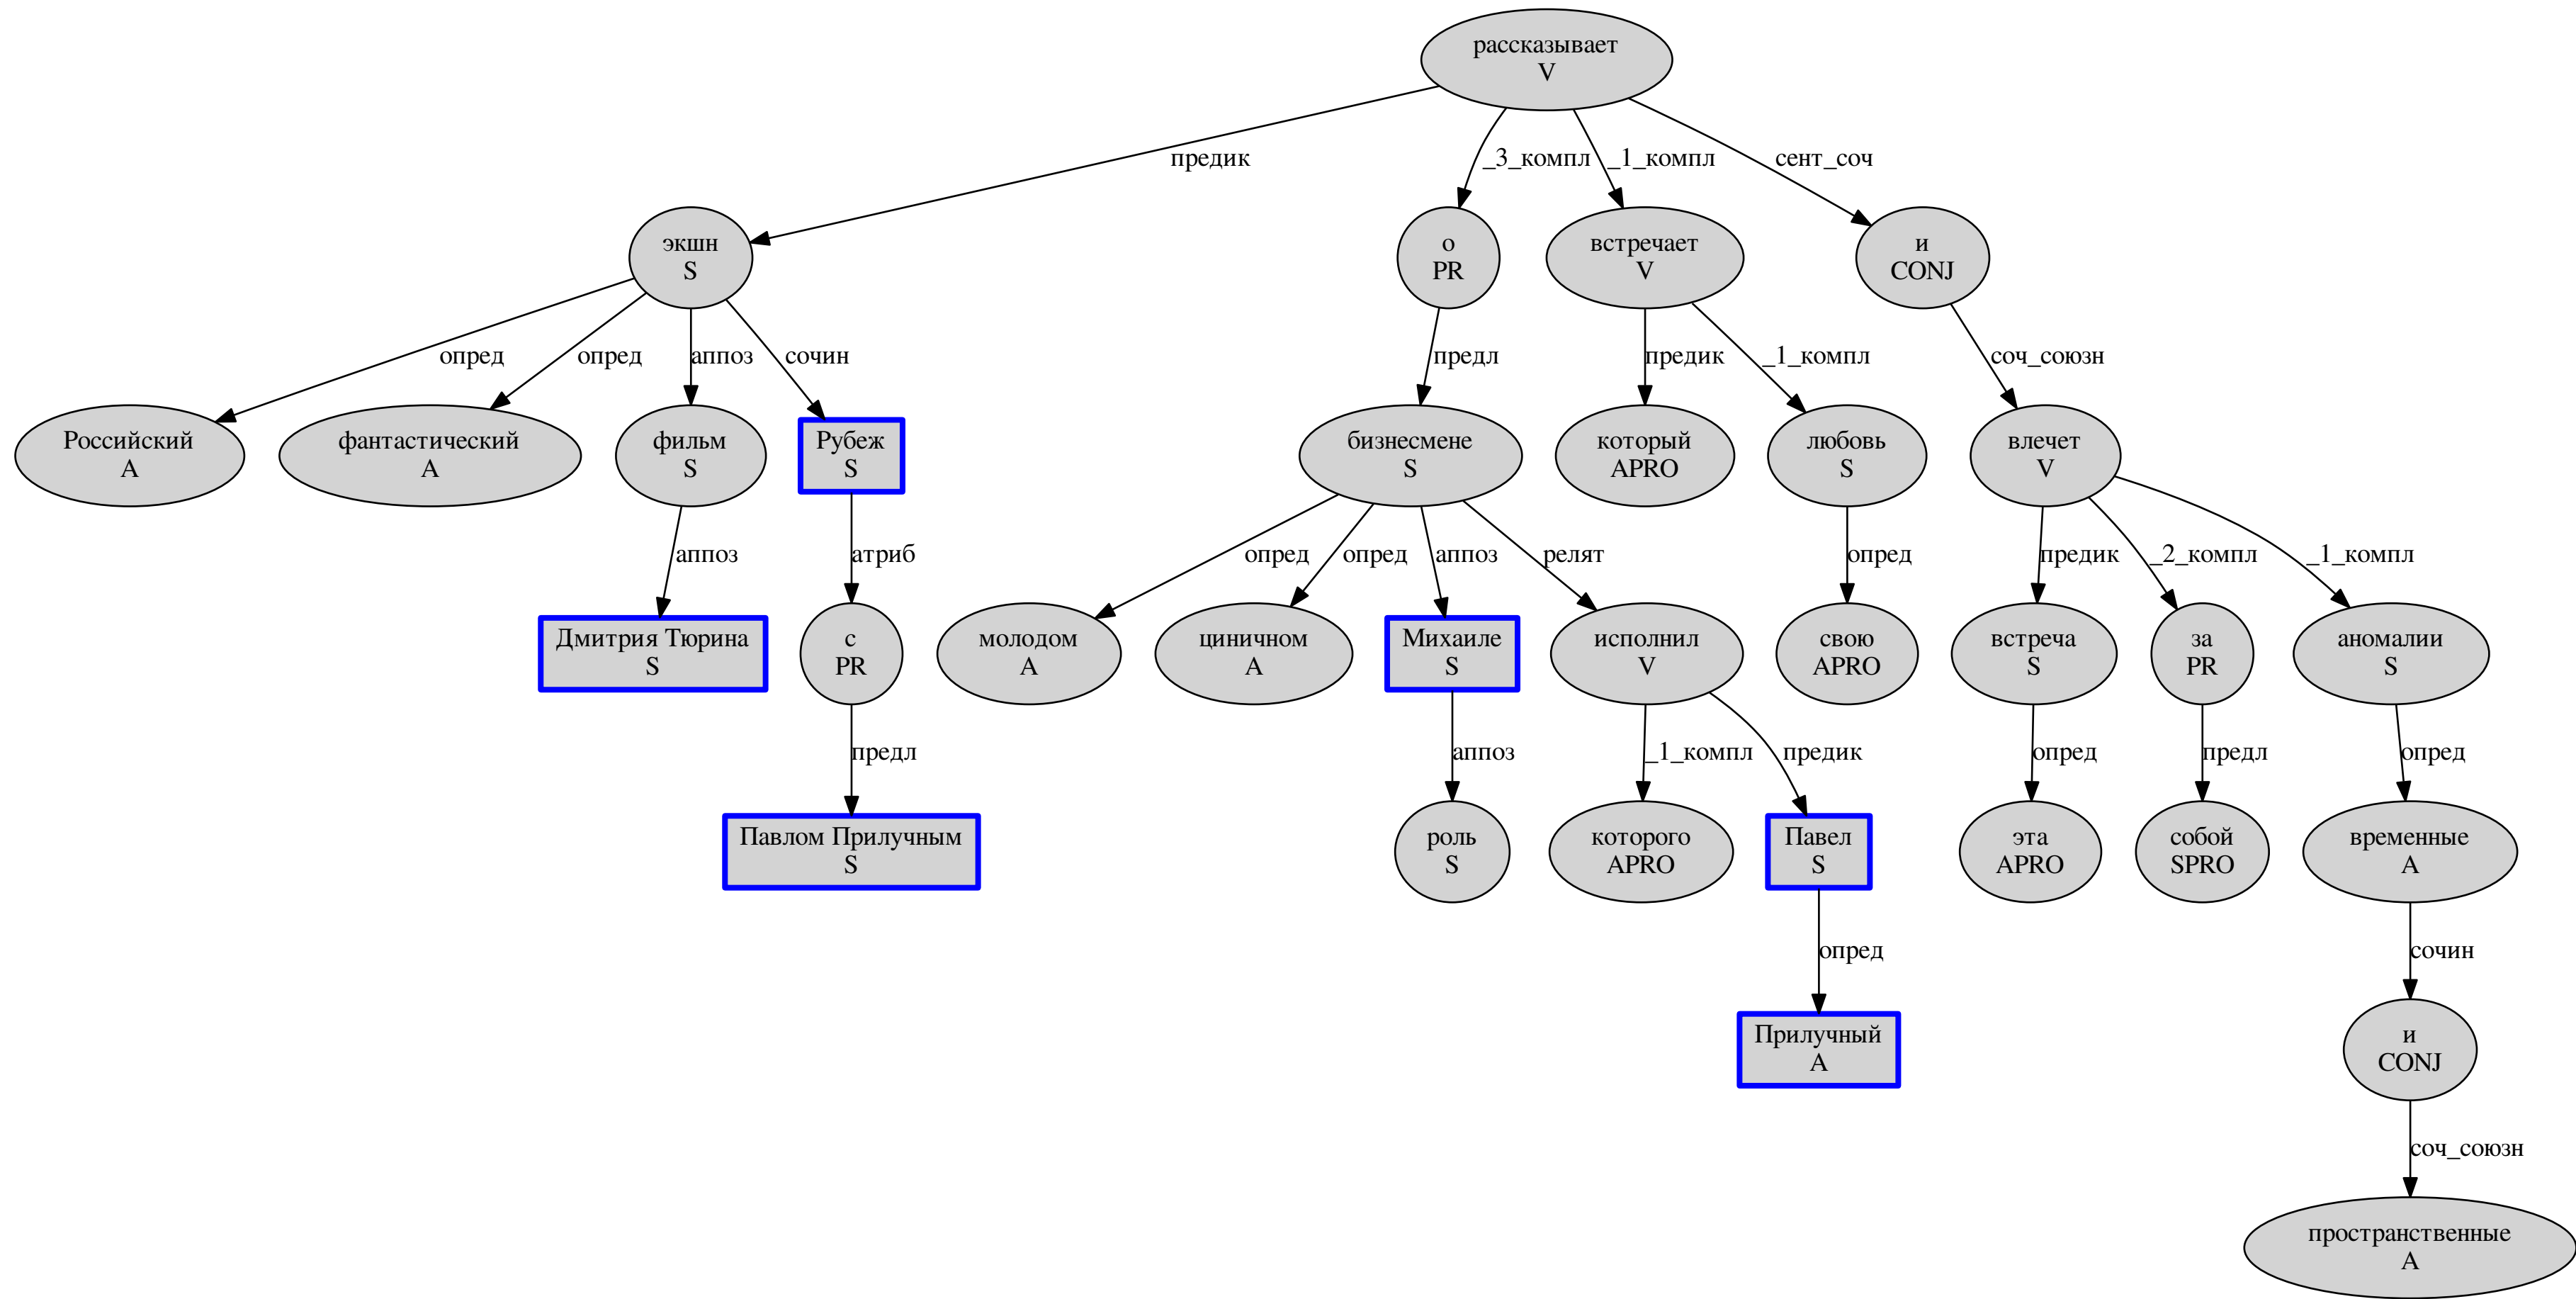 рассказывает
V
предик
_3_компл
_1_компл
сент_соч
экшн
S
о
PR
встречает
V
и
CONJ
опред
опред
аппоз
сочин
предл
предик
_1_компл
соч_союзн
Российский
A
фантастический
A
фильм
S
Рубеж
S
бизнесмене
S
который
APRO
любовь
S
влечет
V
аппоз
атриб
опред
опред
аппоз
релят
опред
предик
_2_компл
_1_компл
Дмитрия Тюрина
S
с
PR
молодом
A
циничном
A
Михаиле
S
исполнил
V
свою
APRO
встреча
S
за
PR
аномалии
S
предл
аппоз
_1_компл
предик
опред
предл
опред
Павлом Прилучным
S
роль
S
которого
APRO
Павел
S
эта
APRO
собой
SPRO
временные
A
опред
сочин
Прилучный
A
и
CONJ
соч_союзн
пространственные
A